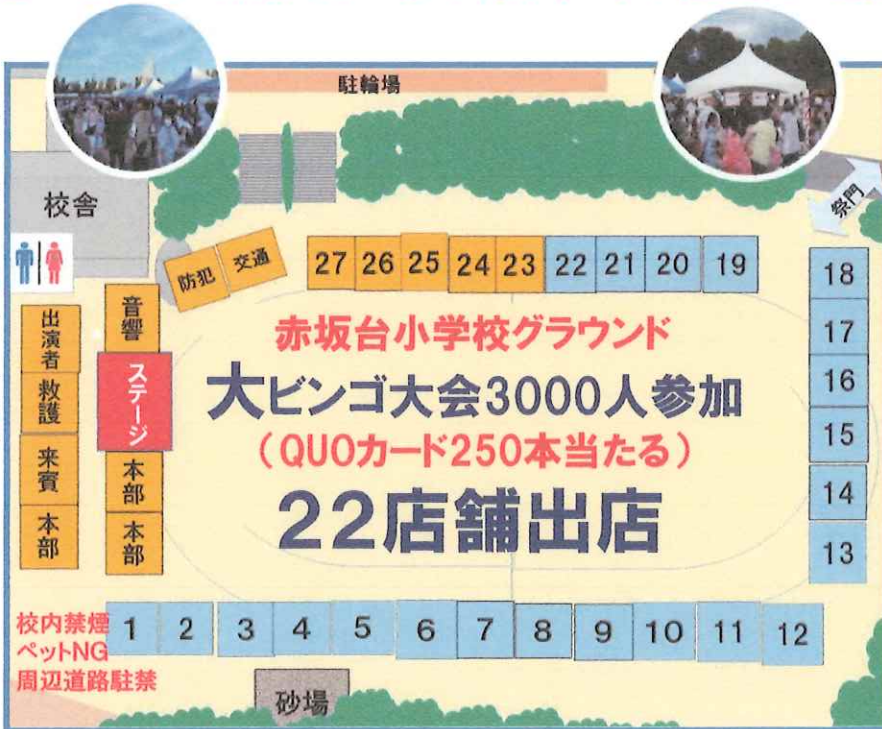 駐輪場
校舎
祭門
防犯
交通
27 26 25 24 23 22 21 20 19
18
17
16
15
14
13
出演者
救護
来賓
本部
音響
ステージ
本部
本部
赤坂台小学校グラウンド
大ビンゴ大会3000人参加
(QUOカード250本当たる)
22店舗出店
校内禁煙
ペットNG
周辺道路駐禁
1 2 3 4 5 6 7 8 9 10 11 12
砂場